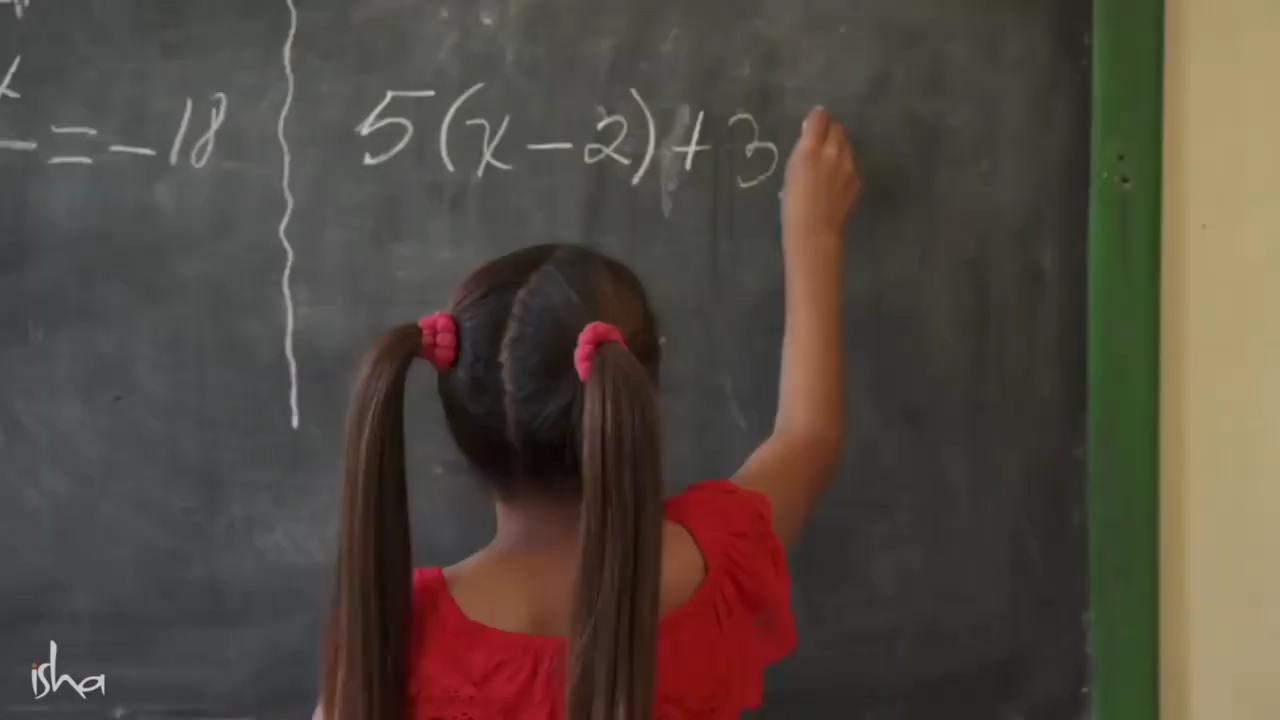 = - 18
5(x - 2) + 3
isha